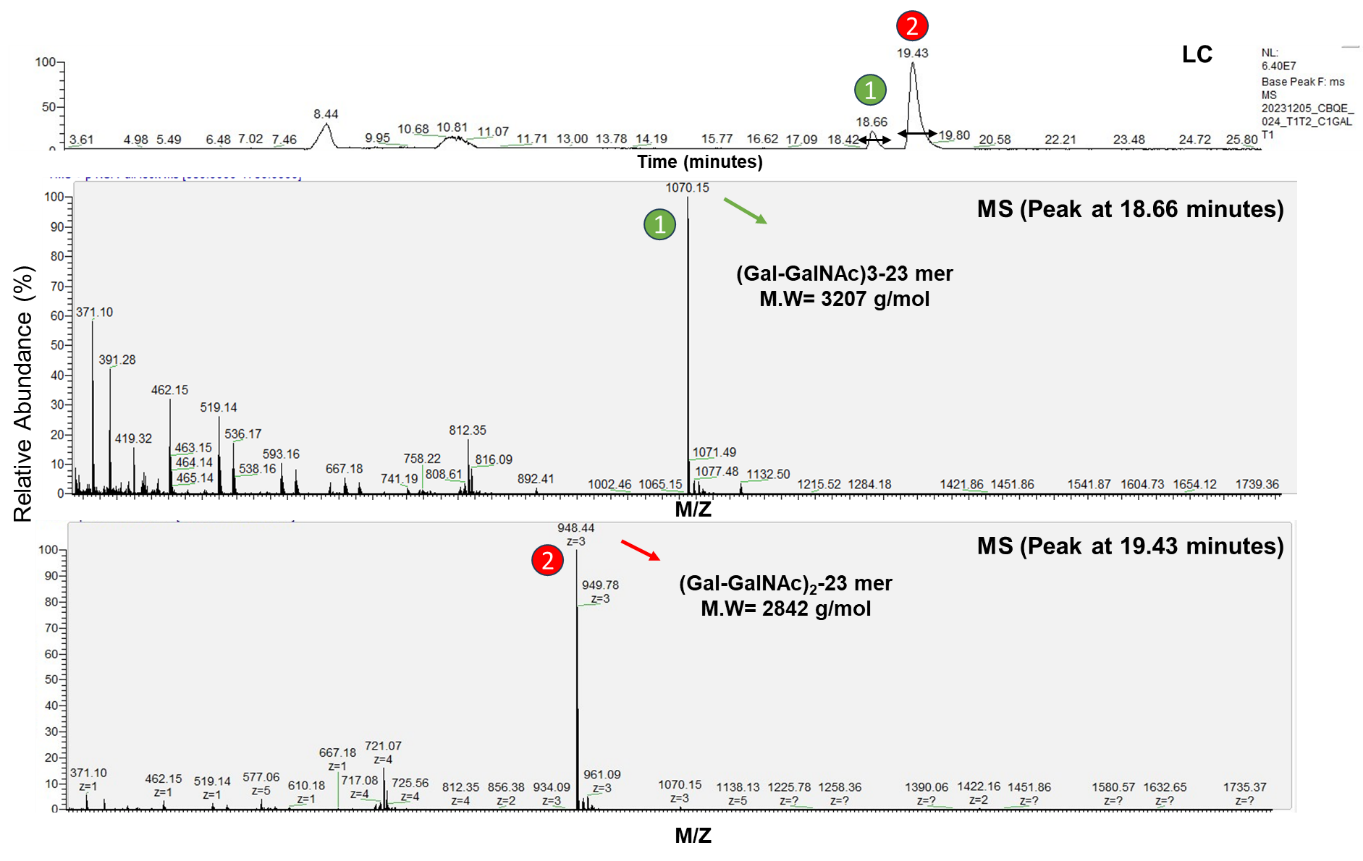 2
19.43
LC
NL:
6.40E7
Base Peak F: ms
MS
20231205_CBQE_
024_T1T2_C1GAL
T1
1
100
50
0
8.44
18.66
3.61
4.98
5.49
6.48
7.02
7.46
9.95
10.68
10.81
11.07
11.71
13.00
13.78
14.19
15.77
16.62
17.09
18.42
19.80
20.58
22.21
23.48
24.72
25.80
Time (minutes)
Relative Abundance (%)
1070.15
MS (Peak at 18.66 minutes)
1
(Gal-GalNAc)3-23 mer
M.W= 3207 g/mol
100
90
80
70
60
50
40
30
20
10
0
371.10
391.28
419.32
462.15
463.15
464.14
465.14
519.14
536.17
538.16
593.16
667.18
741.19
758.22
808.61
812.35
816.09
892.41
1002.46
1065.15
1071.49
1077.48
1132.50
1215.52
1284.18
1421.86
1451.86
1541.87
1604.73
1654.12
1739.36
M/Z
948.44
z=3
MS (Peak at 19.43 minutes)
2
949.78
z=3
(Gal-GalNAc)₂-23 mer
M.W= 2842 g/mol
100
90
80
70
60
50
40
30
20
10
0
371.10
z=1
462.15
z=1
519.14
z=1
577.06
z=5
610.18
z=1
667.18
z=1
717.08
z=4
721.07
z=4
725.56
z=4
812.35
z=4
856.38
z=2
934.09
z=3
961.09
z=3
1070.15
z=3
1138.13
z=5
1225.78
z=?
1258.36
z=?
1390.06
z=?
1422.16
z=2
1451.86
z=?
1580.57
z=?
1632.65
z=?
1735.37
z=?
M/Z